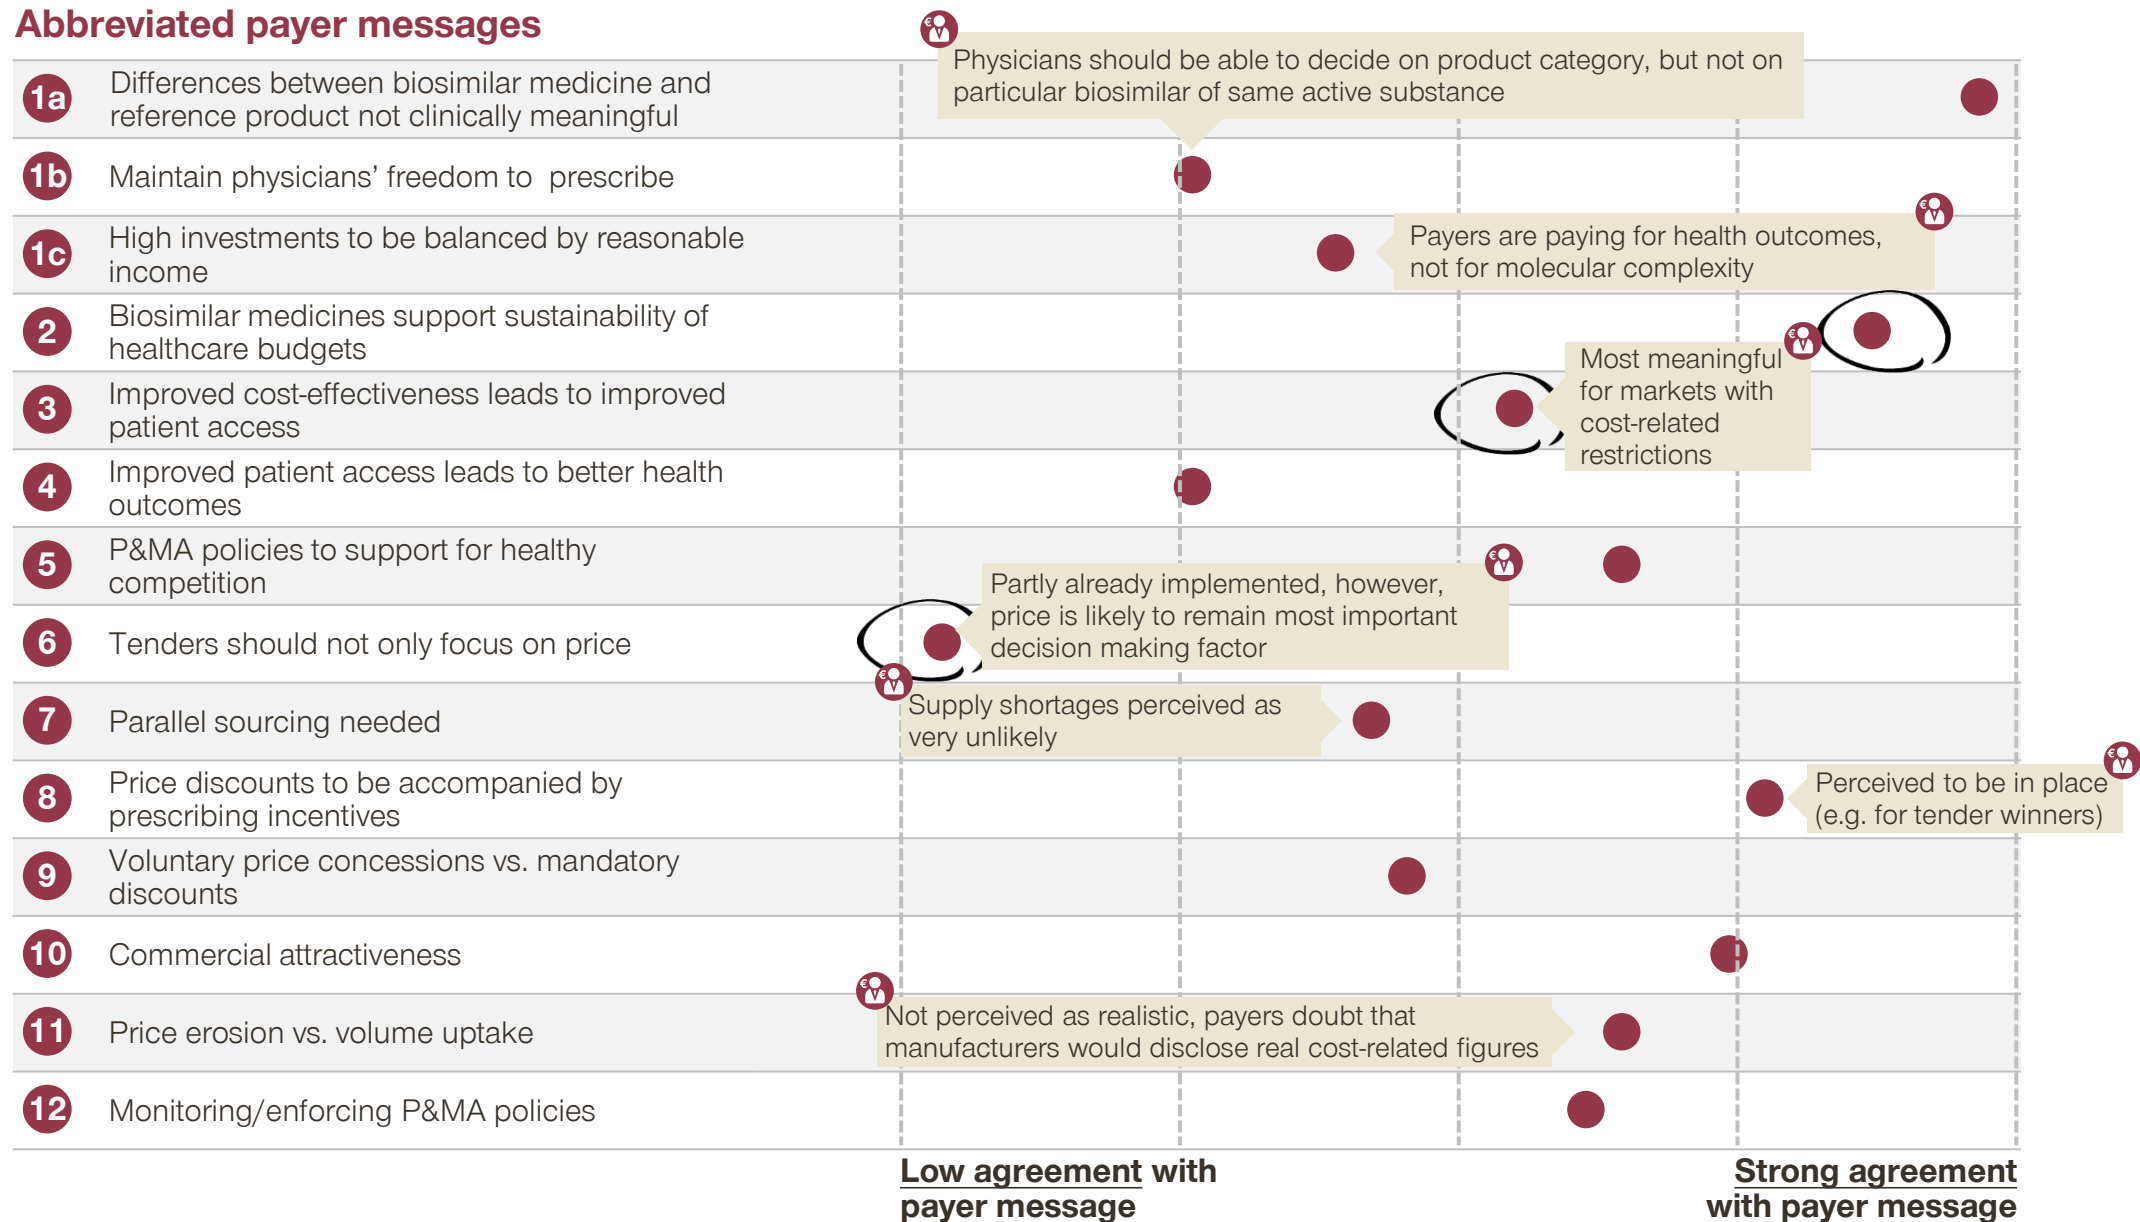 Abbreviated payer messages
Physicians should be able to decide on product category, but not on
particular biosimilar of same active substance
1a
Differences between biosimilar medicine and
reference product not clinically meaningful
1b
Maintain physicians’ freedom to  prescribe
1c
High investments to be balanced by reasonable
income
Payers are paying for health outcomes,
not for molecular complexity
2
Biosimilar medicines support sustainability of
healthcare budgets
3
Improved cost-effectiveness leads to improved
patient access
Most meaningful
for markets with
cost-related
restrictions
4
Improved patient access leads to better health
outcomes
5
P&MA policies to support for healthy
competition
6
Tenders should not only focus on price
Partly already implemented, however,
price is likely to remain most important
decision making factor
7
Parallel sourcing needed
Supply shortages perceived as
very unlikely
8
Price discounts to be accompanied by
prescribing incentives
Perceived to be in place
(e.g. for tender winners)
9
Voluntary price concessions vs. mandatory
discounts
10
Commercial attractiveness
11
Price erosion vs. volume uptake
Not perceived as realistic, payers doubt that
manufacturers would disclose real cost-related figures
12
Monitoring/enforcing P&MA policies
Low agreement with
payer message
Strong agreement
with payer message